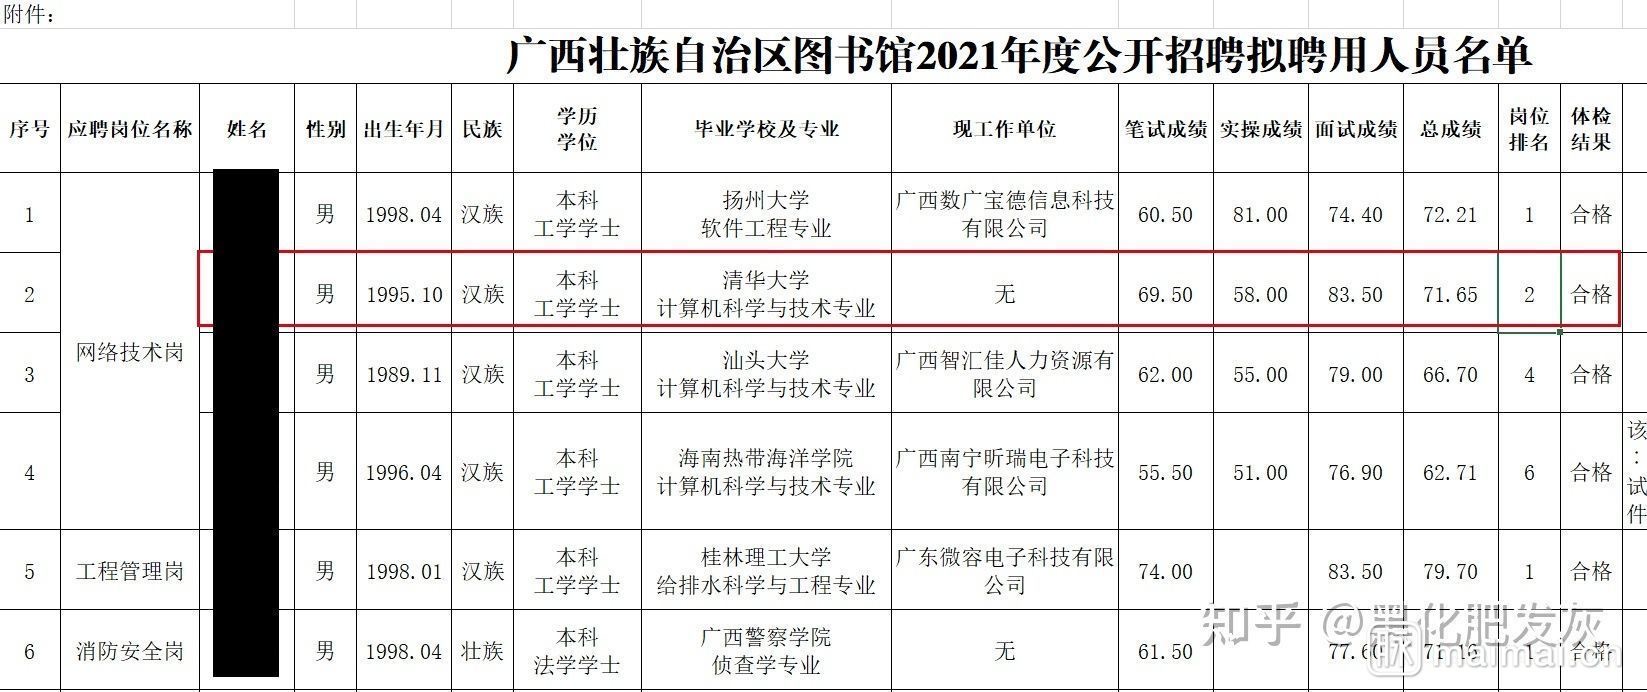 附件：
广西壮族自治区图书馆2021年度公开招聘拟聘用人员名单
序号 应聘岗位名称 姓名 性别 出生年月 民族 学历学位 毕业学校及专业 现工作单位 笔试成绩 实操成绩 面试成绩 总成绩 岗位排名 体检结果
1 网络技术岗 男 1998.04 汉族 本科工学学士 扬州大学软件工程专业 广西数广宝德信息科技有限公司 60.50 81.00 74.40 72.21 1 合格
2 男 1995.10 汉族 本科工学学士 清华大学计算机科学与技术专业 无 69.50 58.00 83.50 71.65 2 合格
3 男 1989.11 汉族 本科工学学士 汕头大学计算机科学与技术专业 广西智汇佳人力资源有限公司 62.00 55.00 79.00 66.70 4 合格
4 男 1996.04 汉族 本科工学学士 海南热带海洋学院计算机科学与技术专业 广西南宁昕瑞电子科技有限公司 55.50 51.00 76.90 62.71 6 合格 该：试件
5 工程管理岗 男 1998.01 汉族 本科工学学士 桂林理工大学给排水科学与工程专业 广东微容电子科技有限公司 74.00 83.50 79.70 1 合格
6 消防安全岗 男 1998.04 壮族 本科法学学士 广西警察学院侦查学专业 无 61.50 77.60 71.16 1 合格
知乎 @黑化肥发灰
脉 maimai.cn